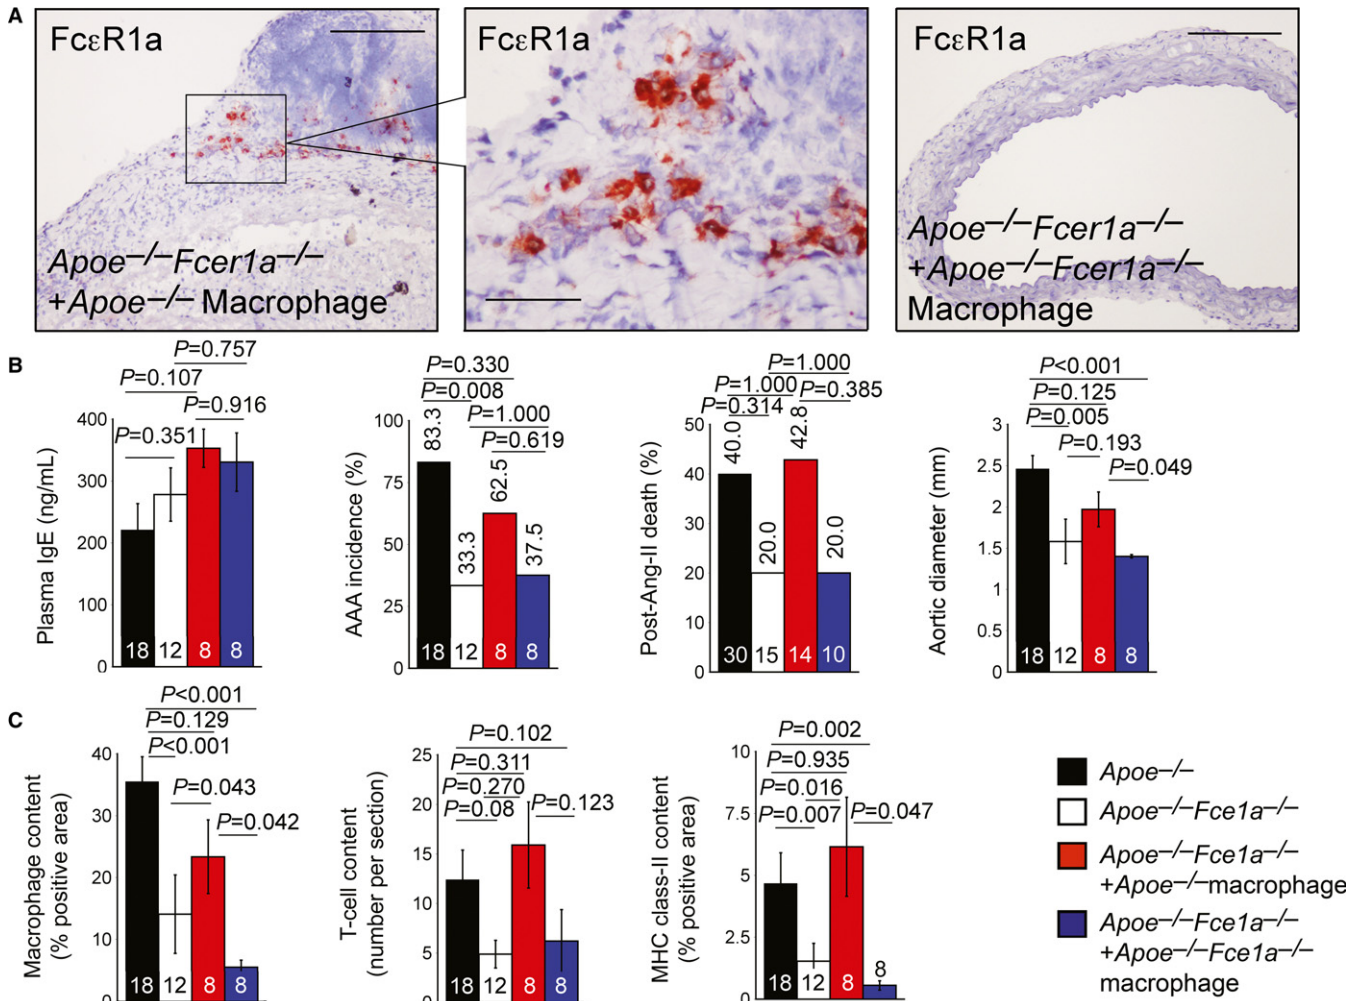 A
FcεR1a
Apoe–/–Fcer1a–/–
+Apoe–/– Macrophage
FcεR1a
FcεR1a
Apoe–/–Fcer1a–/–
+Apoe–/–Fcer1a–/–
Macrophage
B
P=0.757
P=0.107
P=0.916
P=0.351
Plasma IgE (ng/mL)
400
300
200
100
0
18
12
8
8
P=0.330
P=0.008
P=1.000
P=0.619
AAA incidence (%)
100
75
50
25
0
83.3
33.3
62.5
37.5
18
12
8
8
P=1.000
P=1.000
P=0.385
P=0.314
Post-Ang-II death (%)
50
40
30
20
10
0
40.0
20.0
42.8
20.0
30
15
14
10
P<0.001
P=0.125
P=0.005
P=0.193
P=0.049
Aortic diameter (mm)
3
2.5
2
1.5
1
0.5
0
18
12
8
8
C
P<0.001
P=0.129
P<0.001
P=0.043
P=0.042
Macrophage content
(% positive area)
40
30
20
10
0
18
12
8
8
P=0.102
P=0.311
P=0.270
P=0.08
P=0.123
T-cell content
(number per section)
25
20
15
10
5
0
18
12
8
8
P=0.002
P=0.935
P=0.016
P=0.007
P=0.047
MHC class-II content
(% positive area)
10
7.5
5
2.5
0
18
12
8
8
Apoe–/–
Apoe–/–Fce1a–/–
Apoe–/–Fce1a–/–
+Apoe–/–macrophage
Apoe–/–Fce1a–/–
+Apoe–/–Fce1a–/–
macrophage